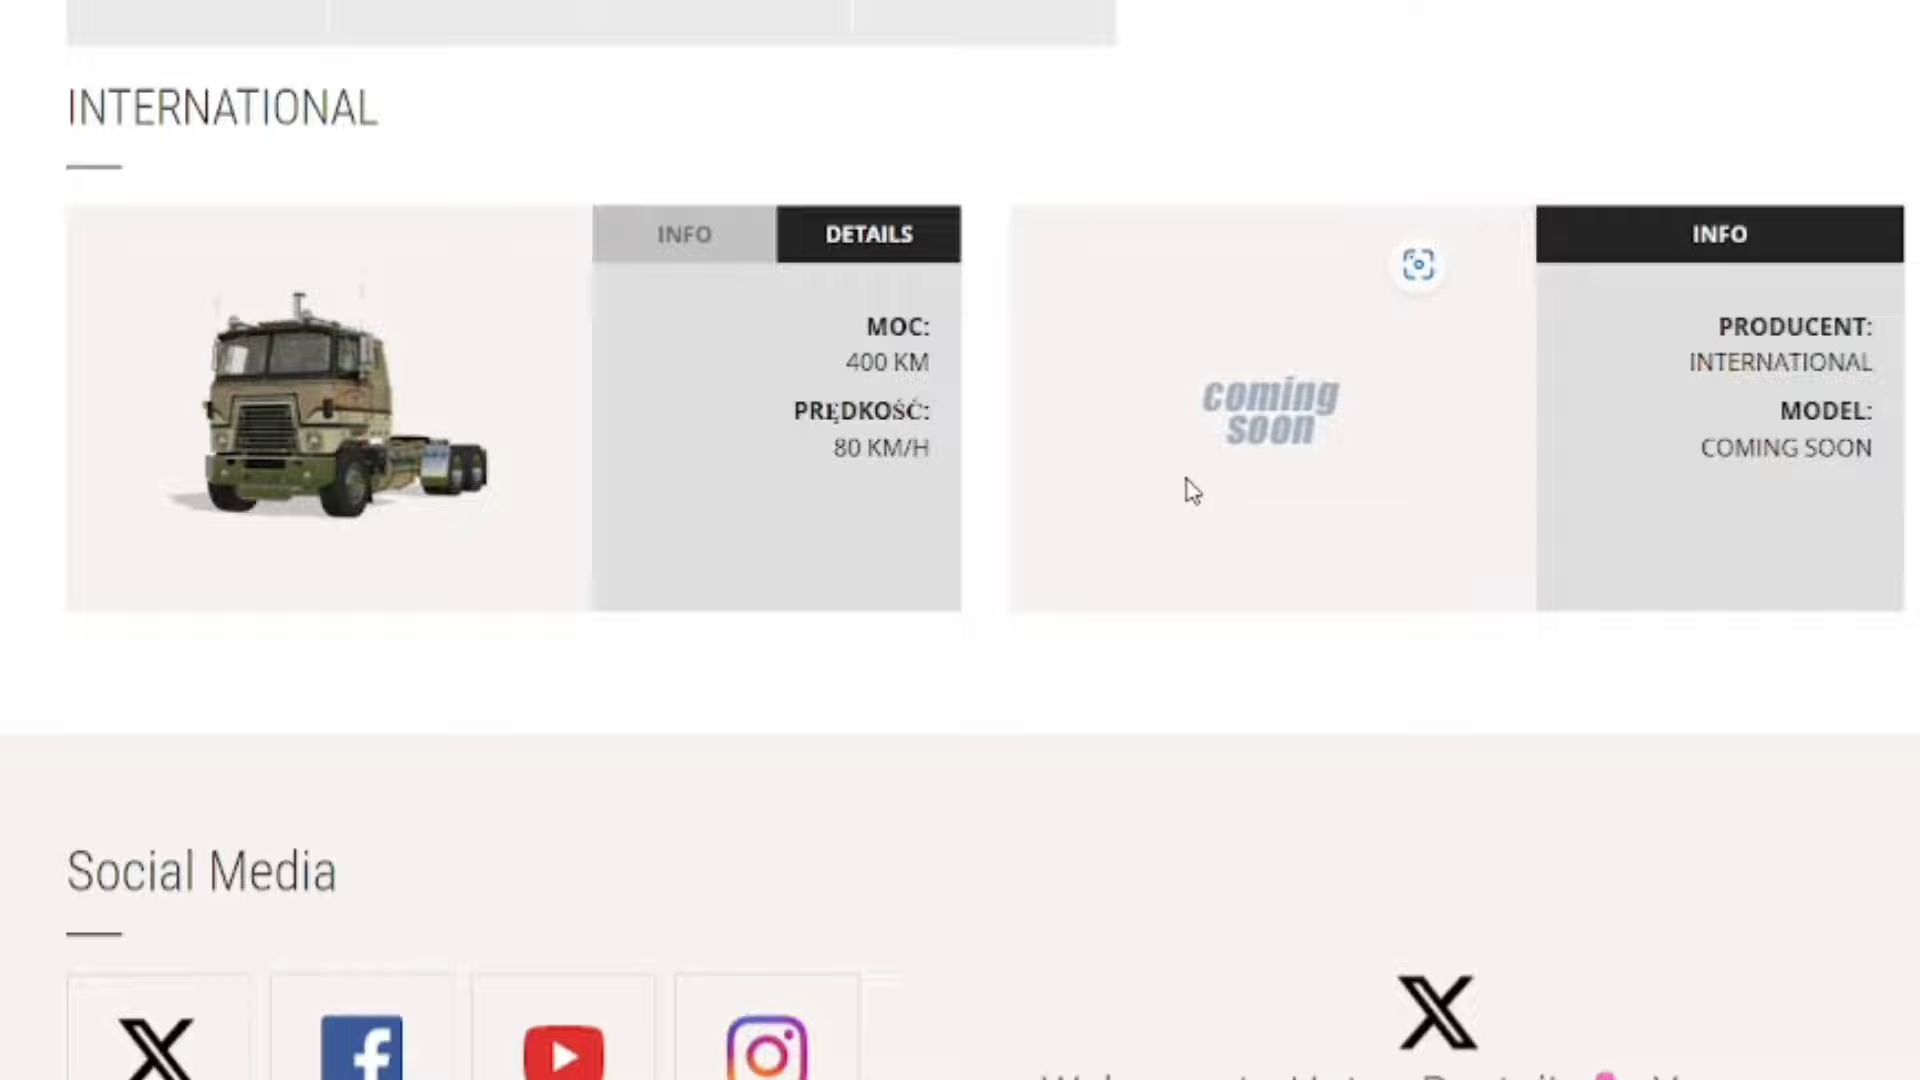 INTERNATIONAL
INFO
DETAILS
MOC:
400 KM
PRĘDKOŚĆ:
80 KM/H
coming
soon
INFO
PRODUCENT:
INTERNATIONAL
MODEL:
COMING SOON
Social Media